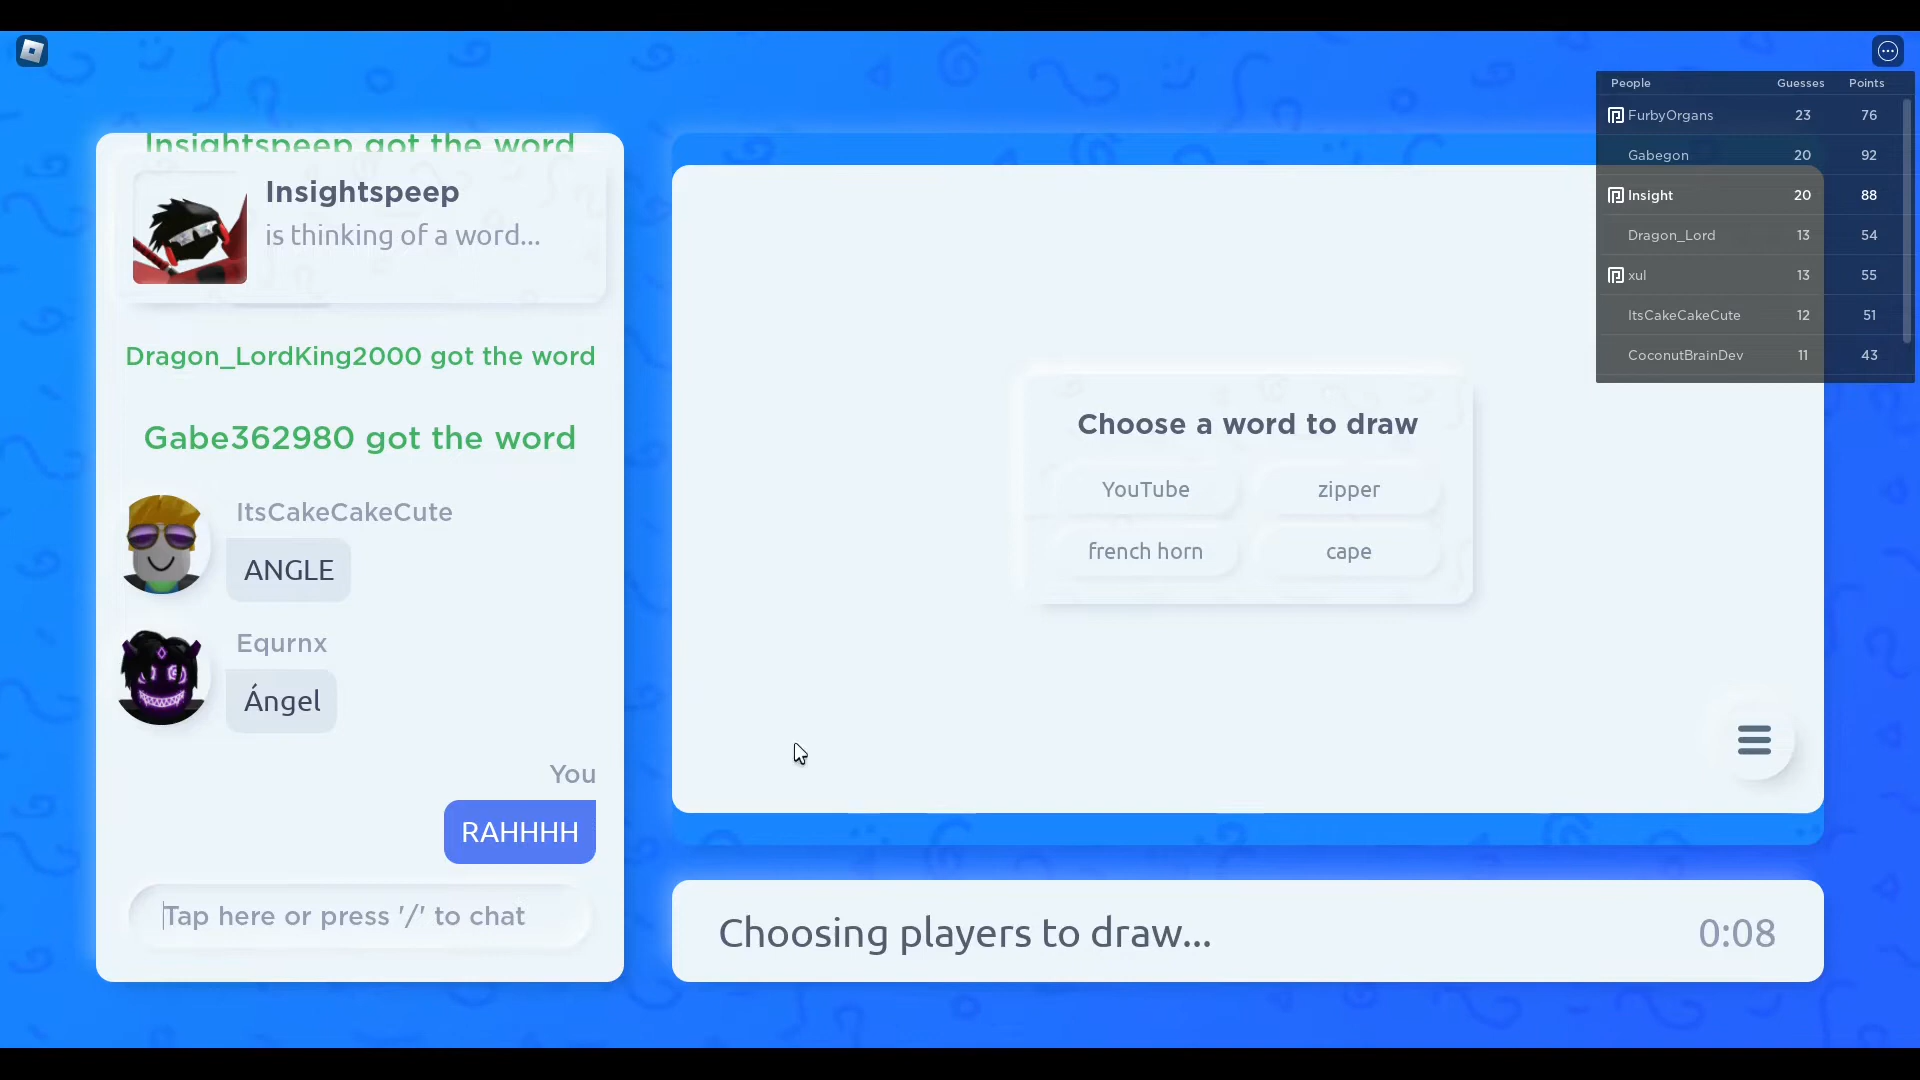 People Guesses Points
FurbyOrgans 23 76
Gabegon 20 92
Insight 20 88
Dragon_Lord 13 54
xul 13 55
ItsCakeCakeCute 12 51
CoconutBrainDev 11 43
Insightspeep got the word
Insightspeep
is thinking of a word...
Dragon_LordKing2000 got the word
Gabe362980 got the word
ItsCakeCakeCute
ANGLE
Equrnx
Ángel
You
RAHHHH
Tap here or press '/' to chat
Choose a word to draw
YouTube zipper
french horn cape
Choosing players to draw... 0:08